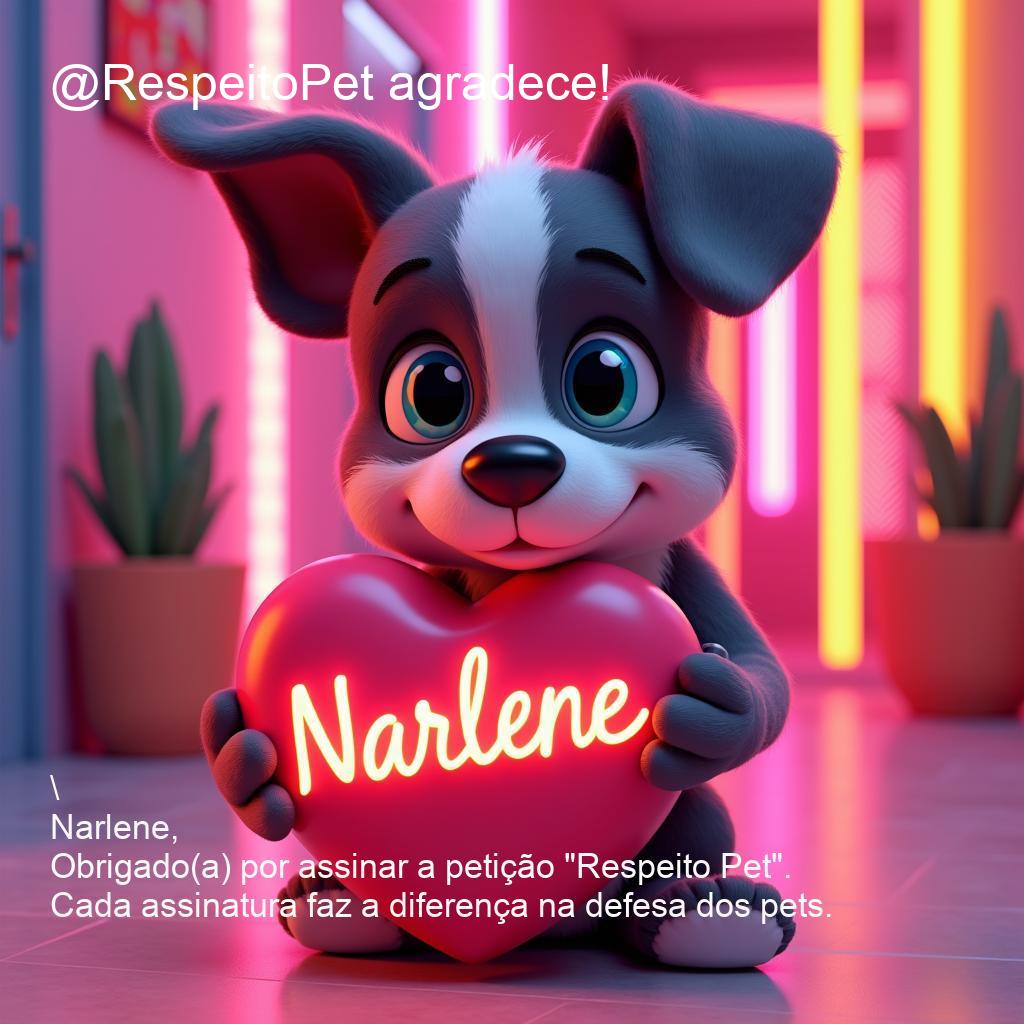 @RespeitoPet agradece!
Narlene
\
Narlene,
Obrigado(a) por assinar a petição "Respeito Pet".
Cada assinatura faz a diferença na defesa dos pets.